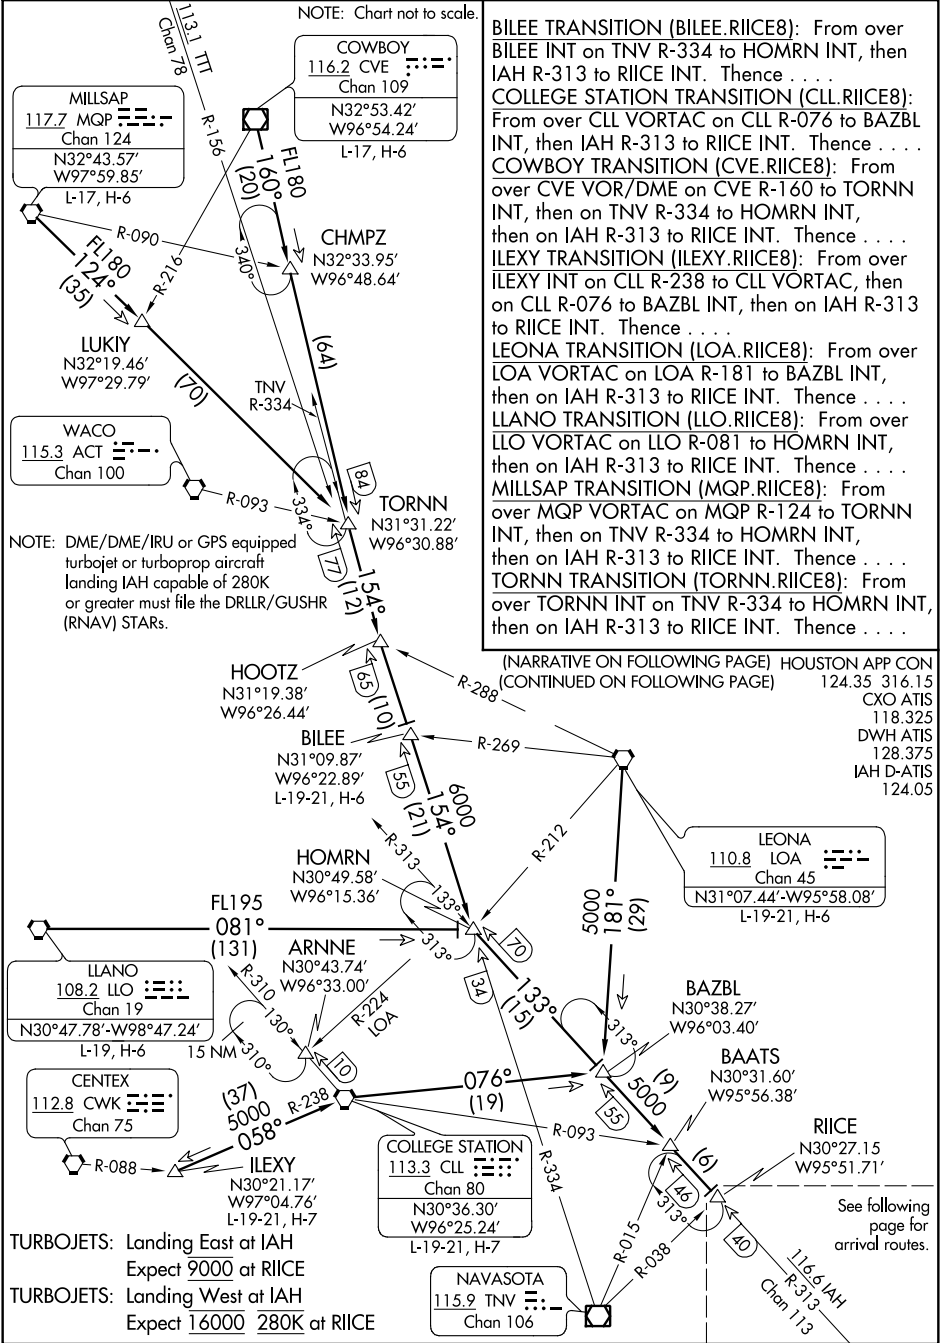 NOTE: Chart not to scale.
113.1 TTT
Chan 78
COWBOY
116.2 CVE
Chan 109
N32°53.42'
W96°54.24'
L-17, H-6
MILLSAP
117.7 MQP
Chan 124
N32°43.57'
W97°59.85'
L-17, H-6
R-156
FL180
160°
(20)
R-090
R-216
340°
CHMPZ
N32°33.95'
W96°48.64'
FL180
124°
(35)
LUKIY
N32°19.46'
W97°29.79'
(64)
(70)
TNV
R-334
WACO
115.3 ACT
Chan 100
R-093
84
334°
TORNN
N31°31.22'
W96°30.88'
77
NOTE: DME/DME/IRU or GPS equipped
turbojet or turboprop aircraft
landing IAH capable of 280K
or greater must file the DRLLR/GUSHR
(RNAV) STARs.
154°
(12)
HOOTZ
N31°19.38'
W96°26.44'
65
(10)
R-288
BILEE
N31°09.87'
W96°22.89'
L-19-21, H-6
R-269
55
6000
154°
(21)
R-212
BILEE TRANSITION (BILEE.RIICE8): From over
BILEE INT on TNV R-334 to HOMRN INT, then
IAH R-313 to RIICE INT. Thence . . . .
COLLEGE STATION TRANSITION (CLL.RIICE8):
From over CLL VORTAC on CLL R-076 to BAZBL
INT, then IAH R-313 to RIICE INT. Thence . . . .
COWBOY TRANSITION (CVE.RIICE8): From
over CVE VOR/DME on CVE R-160 to TORNN
INT, then on TNV R-334 to HOMRN INT,
then on IAH R-313 to RIICE INT. Thence . . . .
ILEXY TRANSITION (ILEXY.RIICE8): From over
ILEXY INT on CLL R-238 to CLL VORTAC, then
on CLL R-076 to BAZBL INT, then on IAH R-313
to RIICE INT. Thence . . . .
LEONA TRANSITION (LOA.RIICE8): From over
LOA VORTAC on LOA R-181 to BAZBL INT,
then on IAH R-313 to RIICE INT. Thence . . . .
LLANO TRANSITION (LLO.RIICE8): From over
LLO VORTAC on LLO R-081 to HOMRN INT,
then on IAH R-313 to RIICE INT. Thence . . . .
MILLSAP TRANSITION (MQP.RIICE8): From
over MQP VORTAC on MQP R-124 to TORNN
INT, then on TNV R-334 to HOMRN INT,
then on IAH R-313 to RIICE INT. Thence . . . .
TORNN TRANSITION (TORNN.RIICE8): From
over TORNN INT on TNV R-334 to HOMRN INT,
then on IAH R-313 to RIICE INT. Thence . . . .
(NARRATIVE ON FOLLOWING PAGE)
(CONTINUED ON FOLLOWING PAGE)
HOUSTON APP CON
124.35 316.15
CXO ATIS
118.325
DWH ATIS
128.375
IAH D-ATIS
124.05
LEONA
110.8 LOA
Chan 45
N31°07.44'-W95°58.08'
L-19-21, H-6
R-313
HOMRN
N30°49.58'
W96°15.36'
133°
313°
5000
181°
(29)
FL195
081°
(131)
LLANO
108.2 LLO
Chan 19
N30°47.78'-W98°47.24'
L-19, H-6
ARNNE
N30°43.74'
W96°33.00'
R-310
130°
310°
15 NM
R-224
LOA
10
70
34
133°
(15)
BAZBL
N30°38.27'
W96°03.40'
313°
BAATS
N30°31.60'
W95°56.38'
(9)
5000
55
CENTEX
112.8 CWK
Chan 75
R-088
(37)
5000
058°
R-238
ILEXY
N30°21.17'
W97°04.76'
L-19-21, H-7
076°
(19)
R-093
COLLEGE STATION
113.3 CLL
Chan 80
N30°36.30'
W96°25.24'
L-19-21, H-7
R-334
RIICE
N30°27.15
W95°51.71'
(6)
46
313°
R-015
R-038
40
See following
page for
arrival routes.
116.6 IAH
R-313
Chan 113
NAVASOTA
115.9 TNV
Chan 106
TURBOJETS: Landing East at IAH
Expect 9000 at RIICE
TURBOJETS: Landing West at IAH
Expect 16000 280K at RIICE